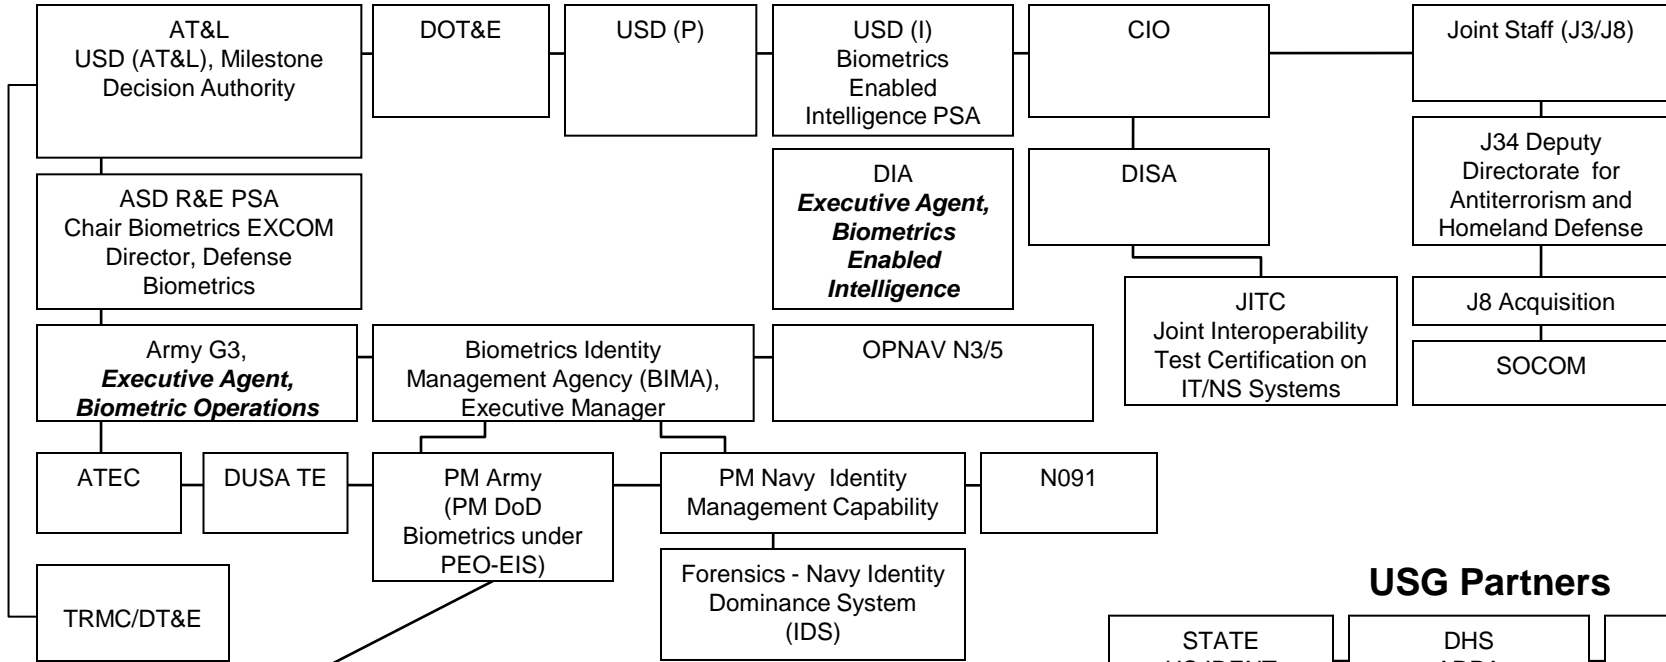 AT&L
USD (AT&L), Milestone
Decision Authority
DOT&E
USD (P)
USD (I)
Biometrics
Enabled
Intelligence PSA
CIO
Joint Staff (J3/J8)
ASD R&E PSA
Chair Biometrics EXCOM
Director, Defense
Biometrics
DIA
Executive Agent,
Biometrics
Enabled
Intelligence
DISA
J34 Deputy
Directorate for
Antiterrorism and
Homeland Defense
JITC
Joint Interoperability
Test Certification on
IT/NS Systems
J8 Acquisition
SOCOM
Army G3,
Executive Agent,
Biometric Operations
Biometrics Identity
Management Agency (BIMA),
Executive Manager
OPNAV N3/5
ATEC
DUSA TE
PM Army
(PM DoD
Biometrics under
PEO-EIS)
PM Navy Identity
Management Capability
N091
TRMC/DT&E
Forensics - Navy Identity
Dominance System
(IDS)
USG Partners
STATE
DHS